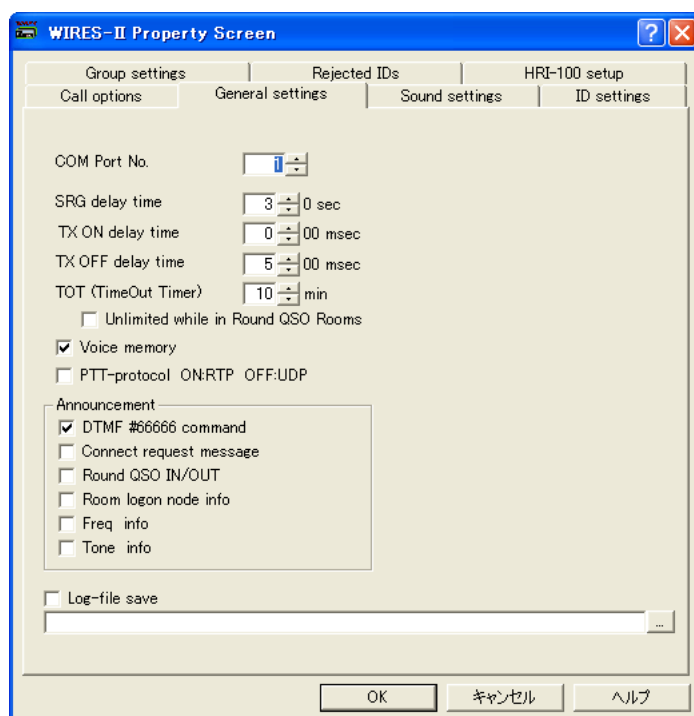 WIRES-II Property Screen
Group settings Rejected IDs HRI-100 setup
Call options General settings Sound settings ID settings
COM Port No. 1
SRG delay time 3 0 sec
TX ON delay time 0 00 msec
TX OFF delay time 5 00 msec
TOT (TimeOut Timer) 10 min
Unlimited while in Round QSO Rooms
Voice memory
PTT-protocol ON:RTP OFF:UDP
Announcement
DTMF #66666 command
Connect request message
Round QSO IN/OUT
Room logon node info
Freq info
Tone info
Log-file save
...
OK キャンセル ヘルプ